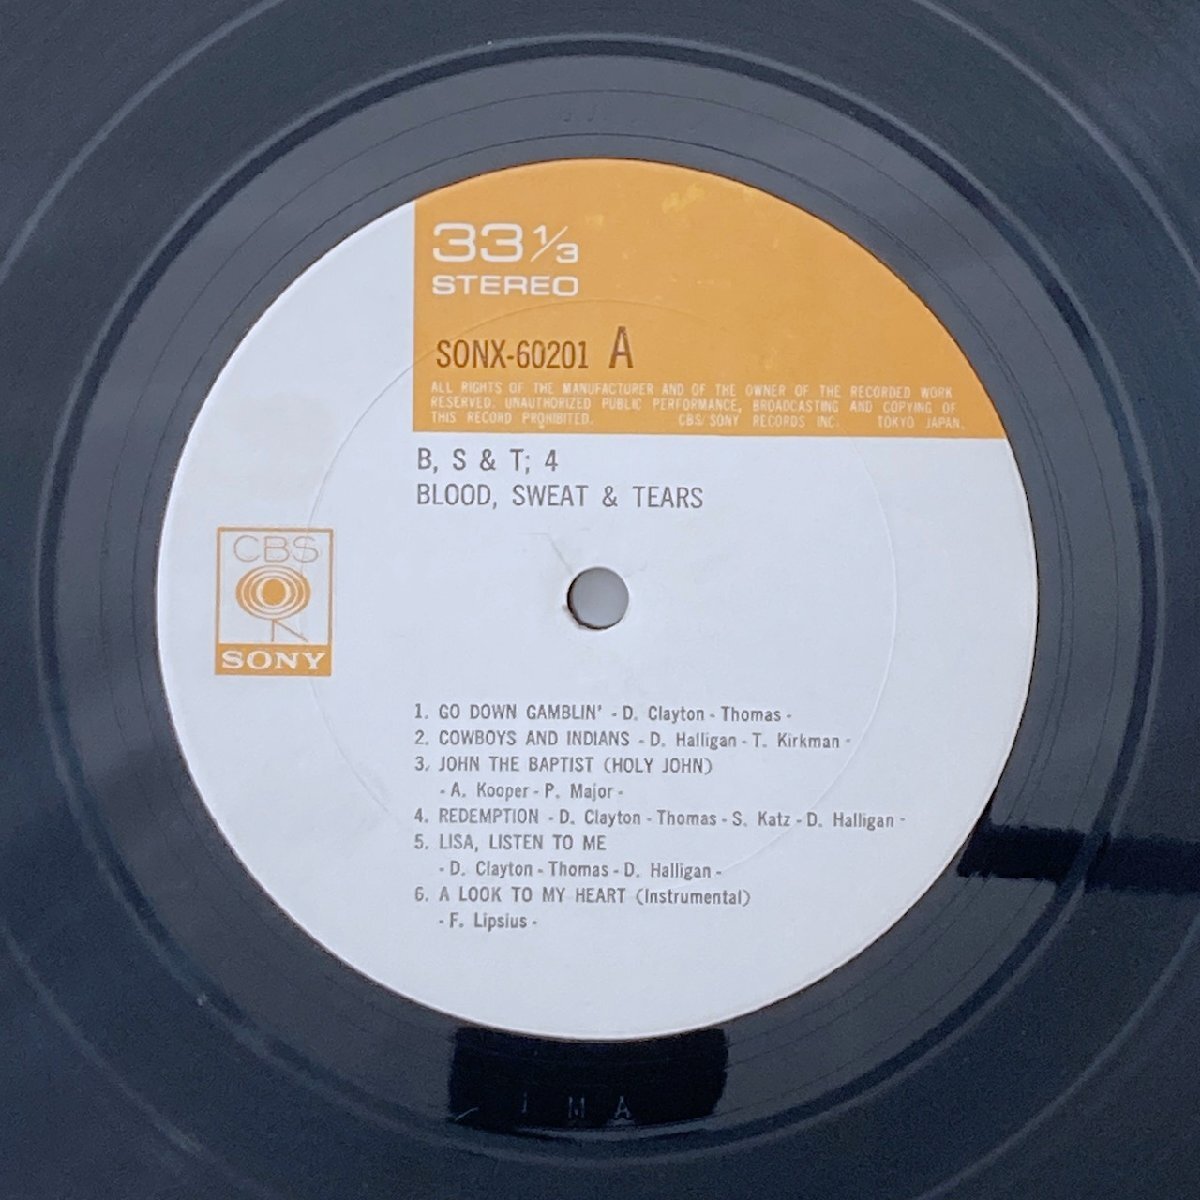 33 1/3
STEREO
SONX-60201 A
ALL RIGHTS OF THE MANUFACTURER AND OF THE OWNER OF THE RECORDED WORK
RESERVED. UNAUTHORIZED PUBLIC PERFORMANCE, BROADCASTING AND COPYING OF
THIS RECORD PROHIBITED. CBS/SONY RECORDS INC. TOKYO JAPAN.
B, S & T; 4
BLOOD, SWEAT & TEARS
CBS
SONY
1. GO DOWN GAMBLIN' - D. Clayton - Thomas -
2. COWBOYS AND INDIANS - D. Halligan - T. Kirkman -
3. JOHN THE BAPTIST (HOLY JOHN)
- A. Kooper - P. Major -
4. REDEMPTION - D. Clayton - Thomas - S. Katz - D. Halligan -
5. LISA, LISTEN TO ME
- D. Clayton - Thomas - D. Halligan -
6. A LOOK TO MY HEART (Instrumental)
- F. Lipsius -